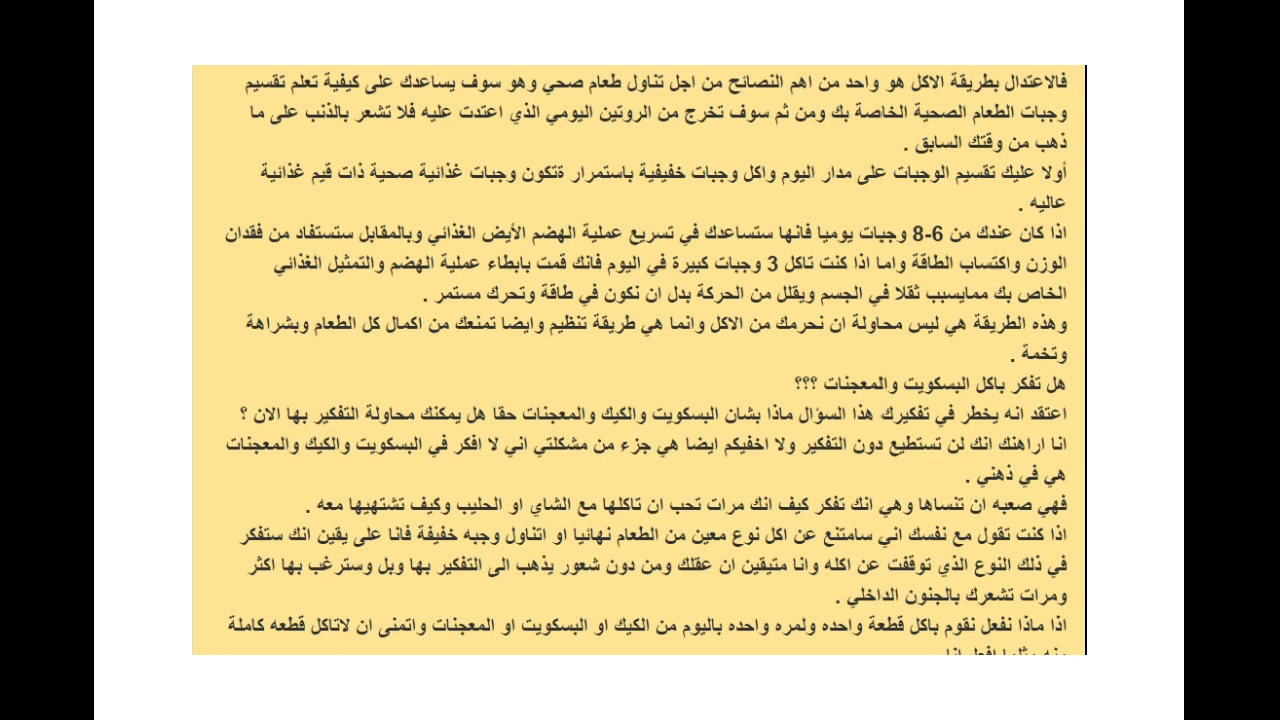 فالاعتدال بطريقة الاكل هو واحد من اهم النصائح من اجل تناول طعام صحي وهو سوف يساعدك على كيفية تعلم تقسيم
وجبات الطعام الصحية الخاصة بك ومن ثم سوف تخرج من الروتين اليومي الذي اعتدت عليه فلا تشعر بالذنب على ما
ذهب من وقتك السابق .
أولا عليك تقسيم الوجبات على مدار اليوم واكل وجبات خفيفية باستمرار ةتكون وجبات غذائية صحية ذات قيم غذائية
عاليه .
اذا كان عندك من 6-8 وجبات يوميا فانها ستساعدك في تسريع عملية الهضم الأيض الغذائي وبالمقابل ستستفاد من فقدان
الوزن واكتساب الطاقة واما اذا كنت تاكل 3 وجبات كبيرة في اليوم فانك قمت بابطاء عملية الهضم والتمثيل الغذائي
الخاص بك ممايسبب ثقلا في الجسم ويقلل من الحركة بدل ان نكون في طاقة وتحرك مستمر .
وهذه الطريقة هي ليس محاولة ان نحرمك من الاكل وانما هي طريقة تنظيم وايضا تمنعك من اكمال كل الطعام وبشراهة
وتخمة .
هل تفكر باكل البسكويت والمعجنات ؟؟؟
اعتقد انه يخطر في تفكيرك هذا السؤال ماذا بشان البسكويت والكيك والمعجنات حقا هل يمكنك محاولة التفكير بها الان ؟
انا اراهنك انك لن تستطيع دون التفكير ولا اخفيكم ايضا هي جزء من مشكلتي اني لا افكر في البسكويت والكيك والمعجنات
هي في ذهني .
فهي صعبه ان تنساها وهي انك تفكر كيف انك مرات تحب ان تاكلها مع الشاي او الحليب وكيف تشتهيها معه .
اذا كنت تقول مع نفسك اني سامتنع عن اكل نوع معين من الطعام نهائيا او اتناول وجبه خفيفة فانا على يقين انك ستفكر
في ذلك النوع الذي توقفت عن اكله وانا متيقين ان عقلك ومن دون شعور يذهب الى التفكير بها وبل وسترغب بها اكثر
ومرات تشعرك بالجنون الداخلي .
اذا ماذا نفعل نقوم باكل قطعة واحده ولمره واحده باليوم من الكيك او البسكويت او المعجنات واتمنى ان لاتاكل قطعه كاملة